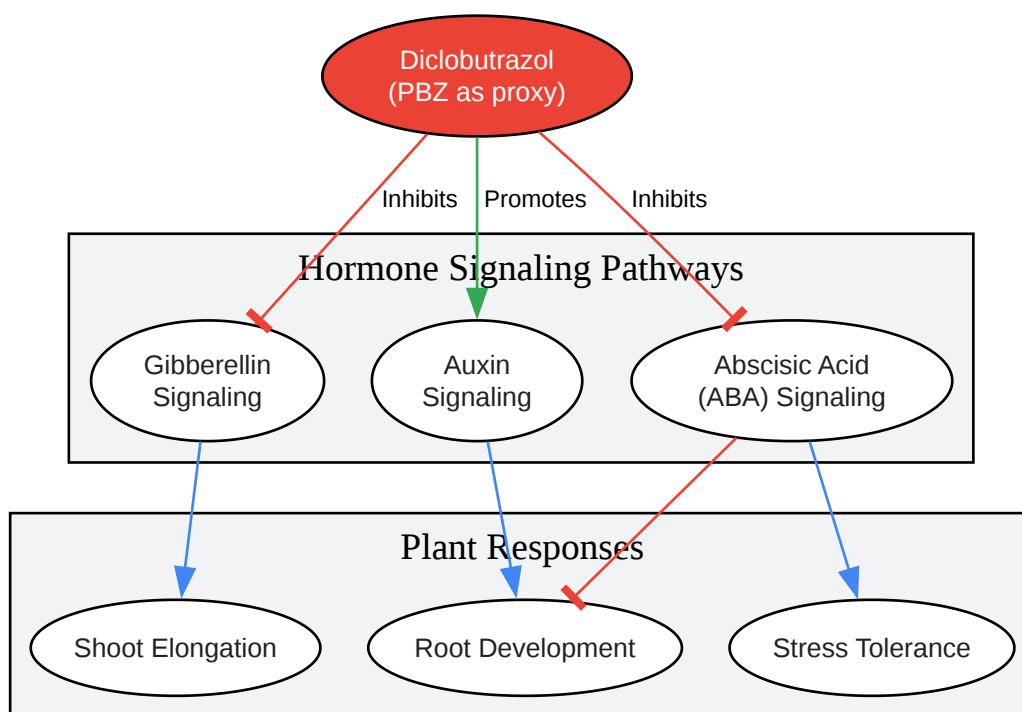 Diclobutrazol
(PBZ as proxy)
Inhibits
Promotes
Inhibits
Hormone Signaling Pathways
Gibberellin
Signaling
Auxin
Signaling
Abscisic Acid
(ABA) Signaling
Plant Responses
Shoot Elongation
Root Development
Stress Tolerance